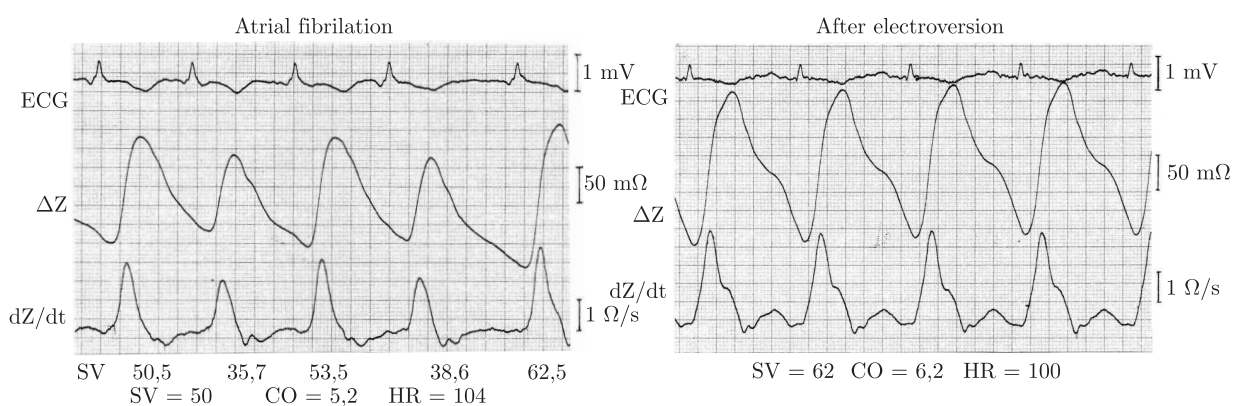 Atrial fibrilation
1 mV
ECG
50 mΩ
ΔZ
dZ/dt
1 Ω/s
SV 50,5 35,7 53,5 38,6 62,5
SV = 50 CO = 5,2 HR = 104
After electroversion
1 mV
ECG
50 mΩ
ΔZ
dZ/dt
1 Ω/s
SV = 62 CO = 6,2 HR = 100